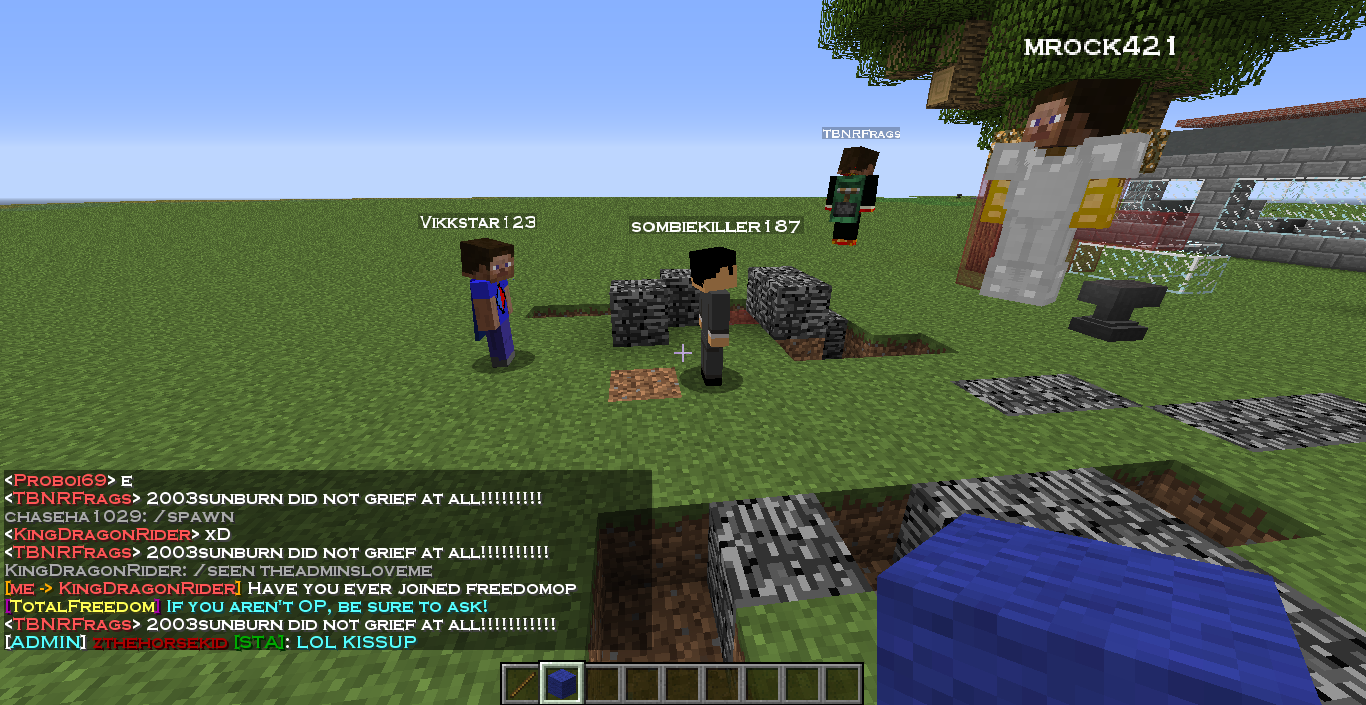 MROCK421
TBNRFRAGS
VIKKSTAR123
SOMBIEKILLER187
<PROBOI69> E
<TBNRFRAGS> 2003SUNBURN DID NOT GRIEF AT ALL!!!!!!!!!
CHASEHA1029: /SPAWN
<KINGDRAGONRIDER> XD
<TBNRFRAGS> 2003SUNBURN DID NOT GRIEF AT ALL!!!!!!!!!!
KINGDRAGONRIDER: /SEEN THEADMINSLOVEME
[ME -> KINGDRAGONRIDER] HAVE YOU EVER JOINED FREEDOMOP
[TOTALFREEDOM] IF YOU AREN'T OP, BE SURE TO ASK!
<TBNRFRAGS> 2003SUNBURN DID NOT GRIEF AT ALL!!!!!!!!!!!
[ADMIN] ZTHEHORSEKID [STA]: LOL KISSUP